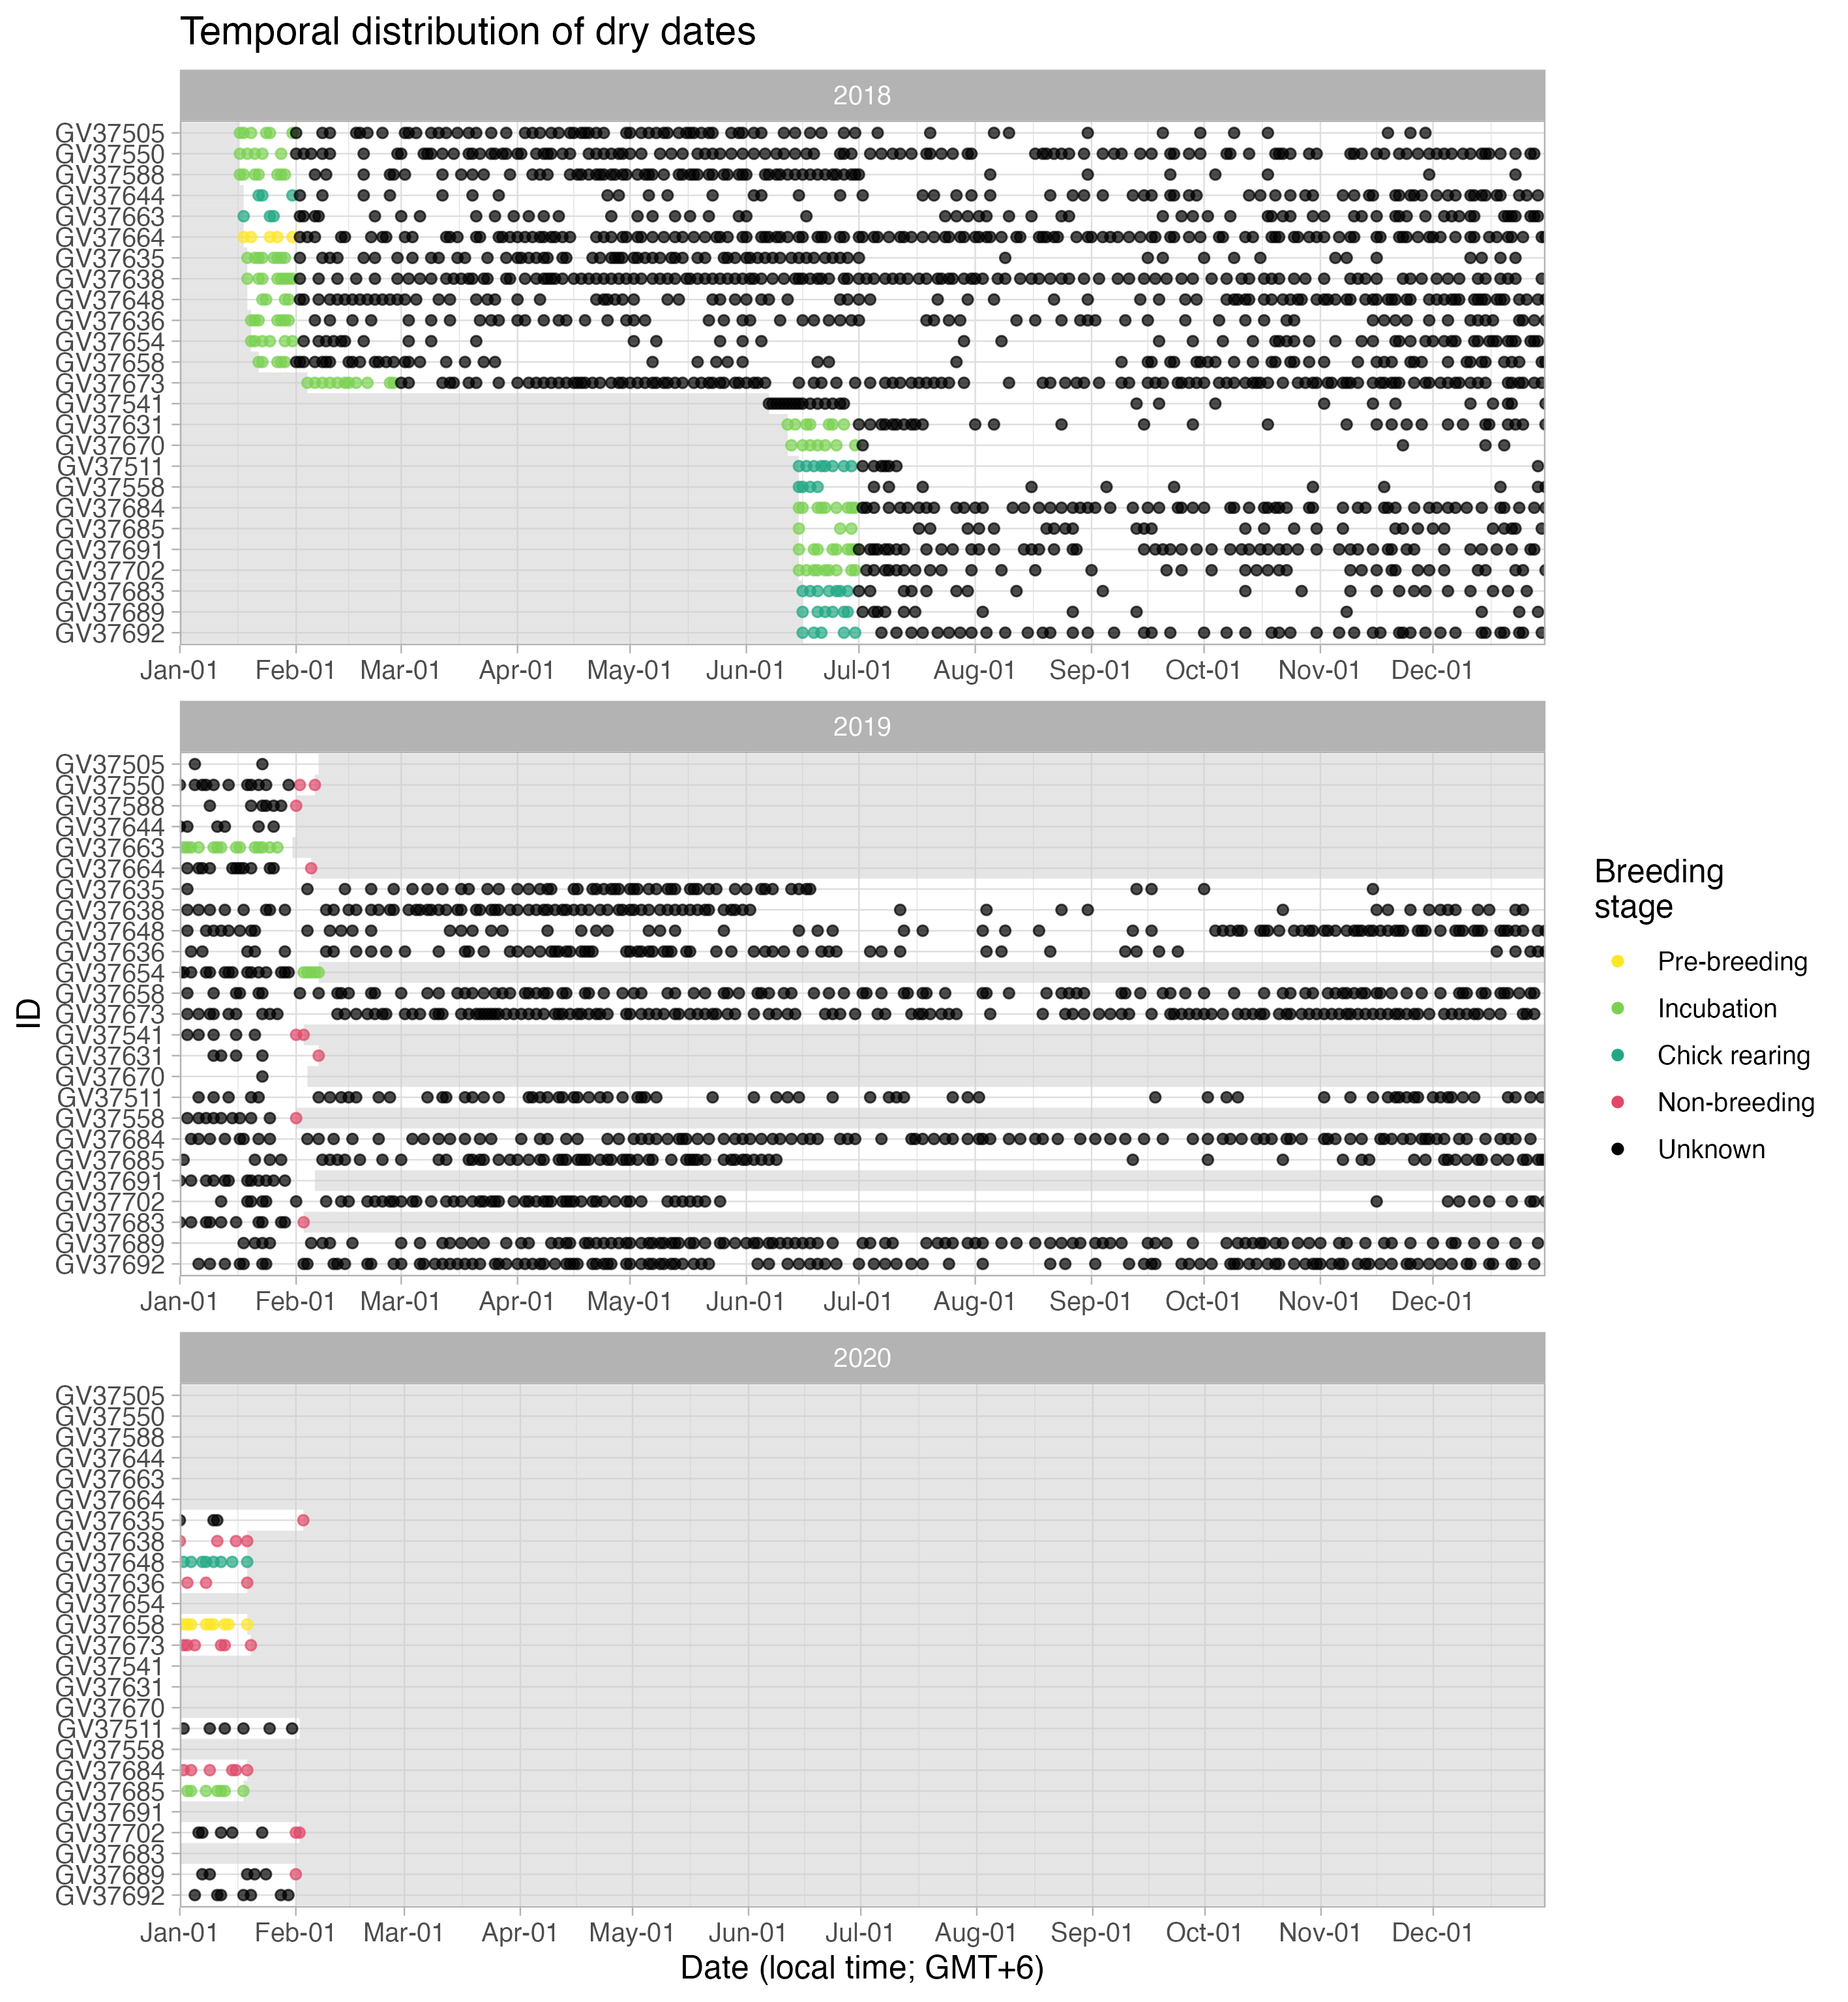 Temporal distribution of dry dates
2018
GV37505
GV37550
GV37588
GV37644
GV37663
GV37664
GV37635
GV37638
GV37648
GV37636
GV37654
GV37658
GV37673
GV37541
GV37631
GV37670
GV37511
GV37558
GV37684
GV37685
GV37691
GV37702
GV37683
GV37689
GV37692
Jan-01 Feb-01 Mar-01 Apr-01 May-01 Jun-01 Jul-01 Aug-01 Sep-01 Oct-01 Nov-01 Dec-01
2019
GV37505
GV37550
GV37588
GV37644
GV37663
GV37664
GV37635
GV37638
GV37648
GV37636
GV37654
GV37658
GV37673
GV37541
GV37631
GV37670
GV37511
GV37558
GV37684
GV37685
GV37691
GV37702
GV37683
GV37689
GV37692
Jan-01 Feb-01 Mar-01 Apr-01 May-01 Jun-01 Jul-01 Aug-01 Sep-01 Oct-01 Nov-01 Dec-01
2020
GV37505
GV37550
GV37588
GV37644
GV37663
GV37664
GV37635
GV37638
GV37648
GV37636
GV37654
GV37658
GV37673
GV37541
GV37631
GV37670
GV37511
GV37558
GV37684
GV37685
GV37691
GV37702
GV37683
GV37689
GV37692
Jan-01 Feb-01 Mar-01 Apr-01 May-01 Jun-01 Jul-01 Aug-01 Sep-01 Oct-01 Nov-01 Dec-01
Date (local time; GMT+6)
ID
Breeding
stage
Pre-breeding
Incubation
Chick rearing
Non-breeding
Unknown